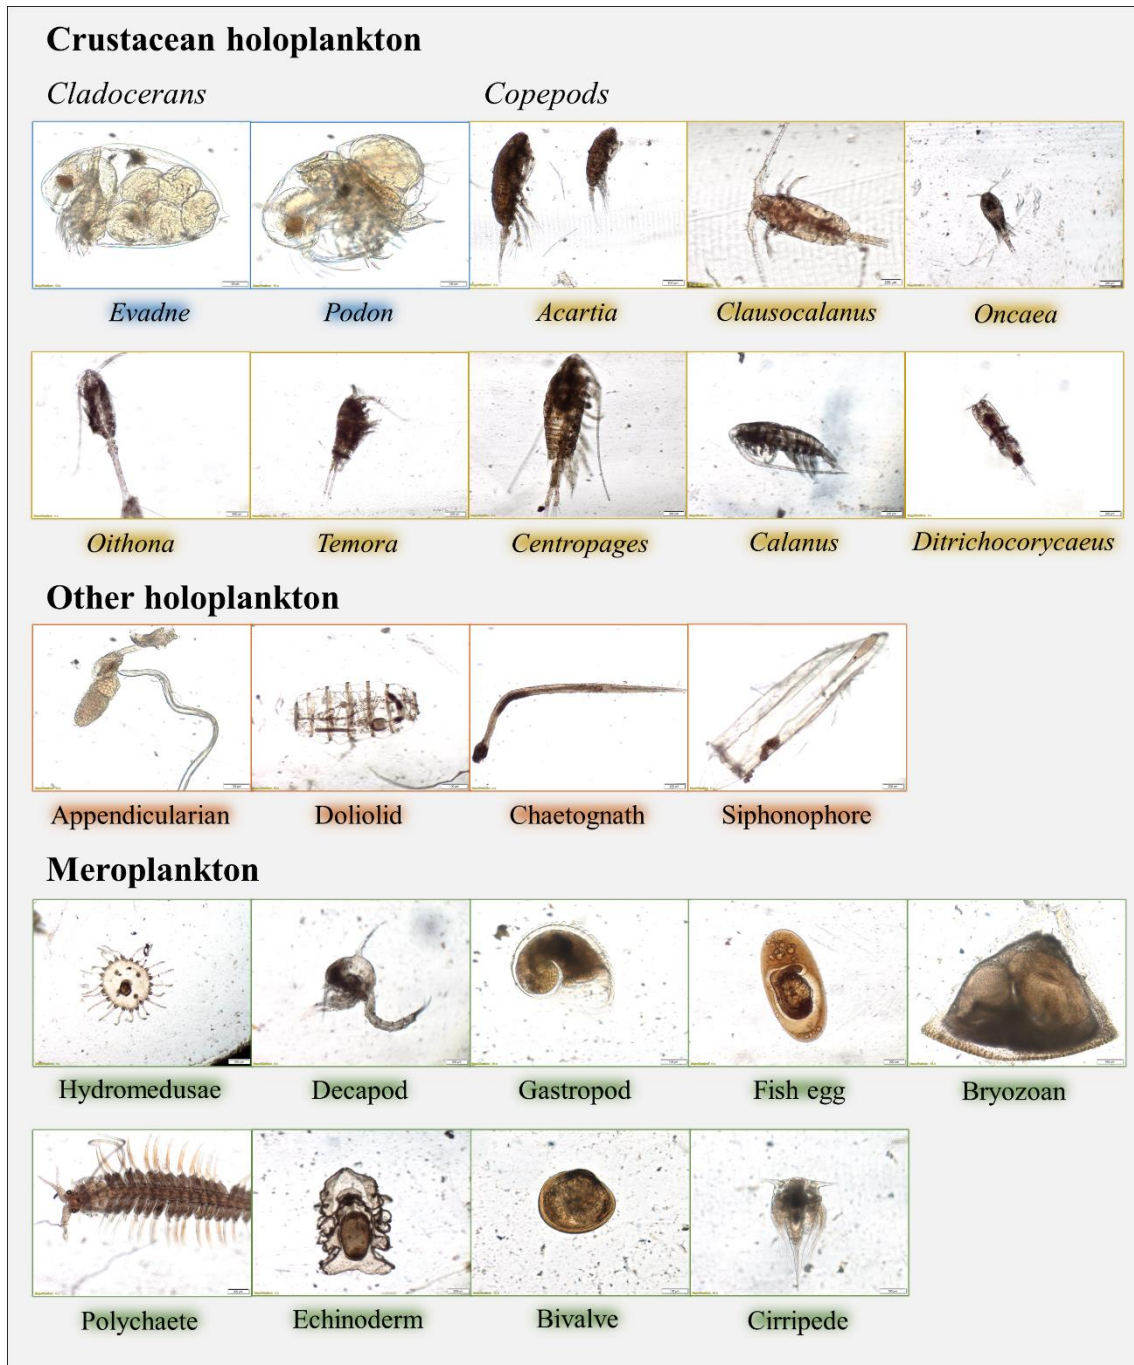 Crustacean holoplankton
Cladocerans Copepods
Evadne Podon Acartia Clausocalanus Oncaea
Oithona Temora Centropages Calanus Ditrichocorycaeus
Other holoplankton
Appendicularian Doliolid Chaetognath Siphonophore
Meroplankton
Hydromedusae Decapod Gastropod Fish egg Bryozoan
Polychaete Echinoderm Bivalve Cirripede